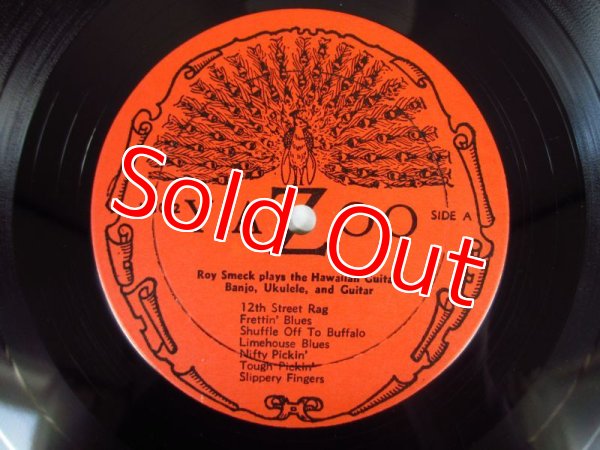 YAZOO
SIDE A
Sold Out
Roy Smeck plays the Hawaiian Guitar
Banjo, Ukulele, and Guitar
12th Street Rag
Frettin' Blues
Shuffle Off To Buffalo
Limehouse Blues
Nifty Pickin'
Tough Pickin'
Slippery Fingers